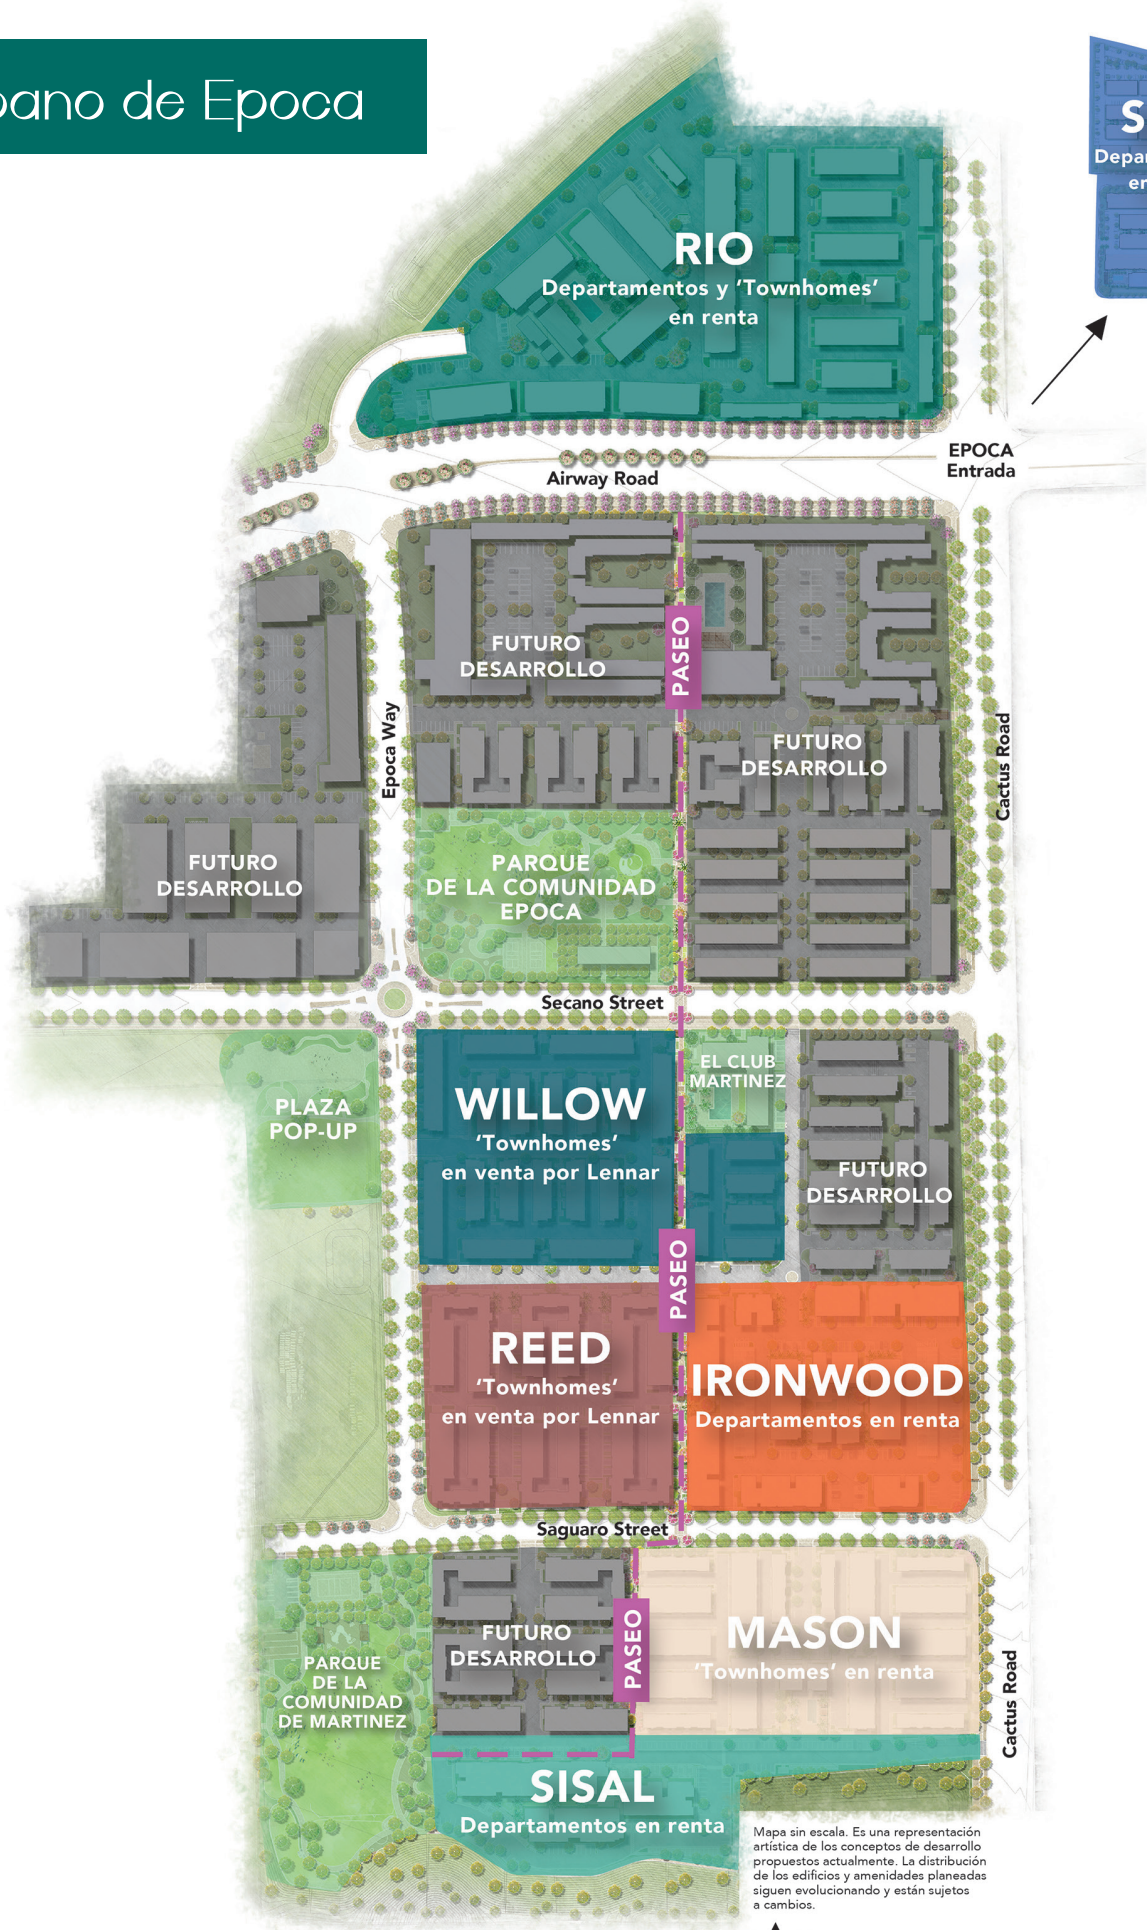 de Epoca
RIO
Departamentos y ‘Townhomes’
en renta
EPOCA
Entrada
Airway Road
FUTURO
DESARROLLO
PASEO
FUTURO
DESARROLLO
Epoca Way
Cactus Road
FUTURO
DESARROLLO
PARQUE
DE LA COMUNIDAD
EPOCA
Secano Street
PLAZA
POP-UP
WILLOW
‘Townhomes’
en venta por Lennar
EL CLUB
MARTINEZ
FUTURO
DESARROLLO
PASEO
REED
‘Townhomes’
en venta por Lennar
IRONWOOD
Departamentos en renta
Saguaro Street
PARQUE
DE LA
COMUNIDAD
DE MARTINEZ
FUTURO
DESARROLLO
PASEO
MASON
‘Townhomes’ en renta
Cactus Road
SISAL
Departamentos en renta
Mapa sin escala. Es una representación
artística de los conceptos de desarrollo
propuestos actualmente. La distribución
de los edificios y amenidades planeadas
siguen evolucionando y están sujetos
a cambios.